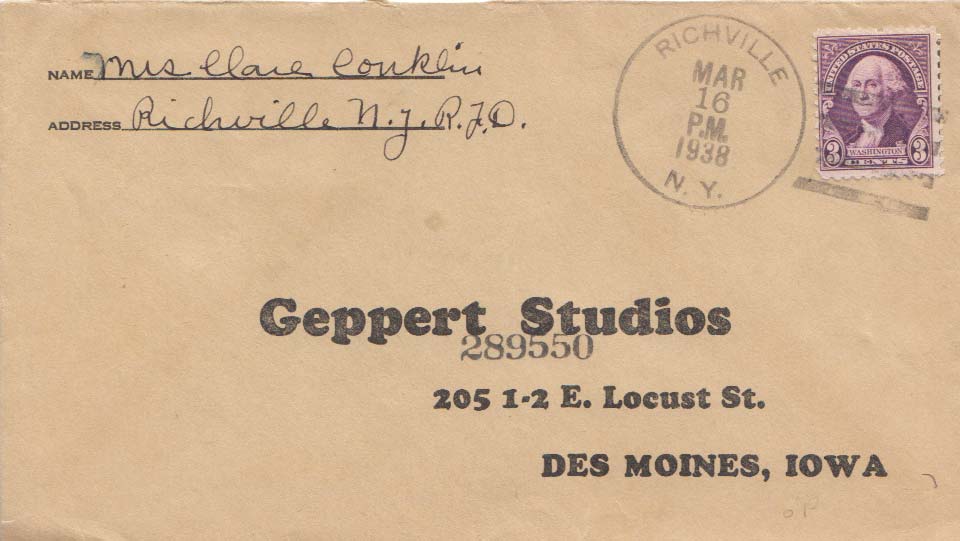 NAME Mrs Clare Conklin
ADDRESS Richville N.Y. R.F.D.
RICHVILLE
MAR
16
P.M.
1938
N. Y.
UNITED STATES POSTAGE
WASHINGTON
3 CENTS 3
Geppert Studios
289550
205 1-2 E. Locust St.
DES MOINES, IOWA
OP